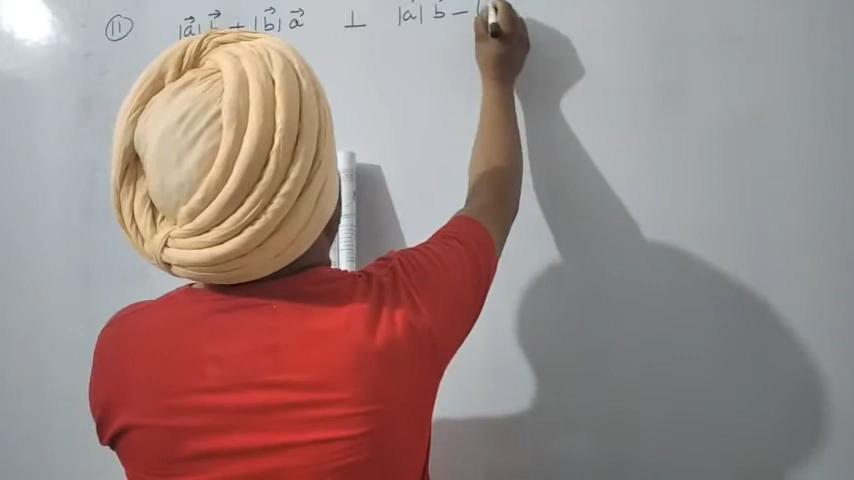 ⑪ |a⃗| b⃗ + |b⃗| a⃗ ⊥ |a⃗| b⃗ −